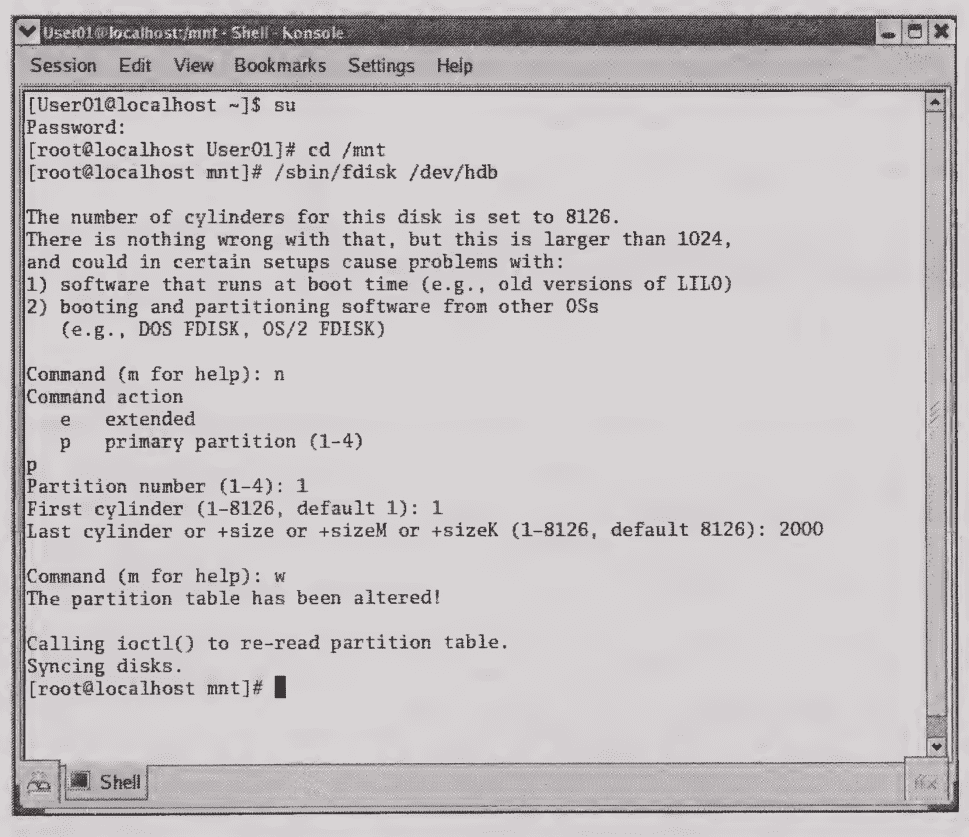 User01@localhost:/mnt - Shell - Konsole
Session Edit View Bookmarks Settings Help
[User01@localhost ~]$ su
Password:
[root@localhost User01]# cd /mnt
[root@localhost mnt]# /sbin/fdisk /dev/hdb
The number of cylinders for this disk is set to 8126.
There is nothing wrong with that, but this is larger than 1024,
and could in certain setups cause problems with:
1) software that runs at boot time (e.g., old versions of LILO)
2) booting and partitioning software from other OSs
(e.g., DOS FDISK, OS/2 FDISK)
Command (m for help): n
Command action
e extended
p primary partition (1-4)
p
Partition number (1-4): 1
First cylinder (1-8126, default 1): 1
Last cylinder or +size or +sizeM or +sizeK (1-8126, default 8126): 2000
Command (m for help): w
The partition table has been altered!
Calling ioctl() to re-read partition table.
Syncing disks.
[root@localhost mnt]#
Shell